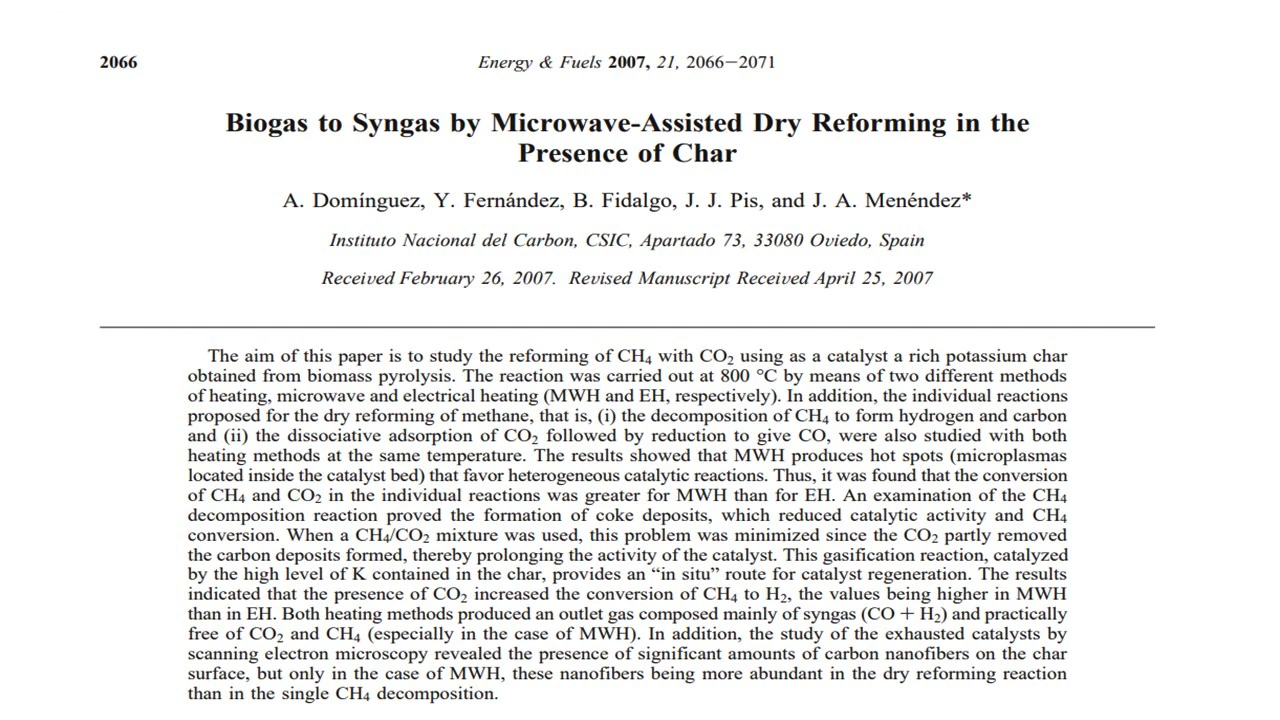 2066
Energy & Fuels 2007, 21, 2066−2071
Biogas to Syngas by Microwave-Assisted Dry Reforming in the
Presence of Char
A. Domínguez, Y. Fernández, B. Fidalgo, J. J. Pis, and J. A. Menéndez*
Instituto Nacional del Carbon, CSIC, Apartado 73, 33080 Oviedo, Spain
Received February 26, 2007. Revised Manuscript Received April 25, 2007
The aim of this paper is to study the reforming of CH4 with CO2 using as a catalyst a rich potassium char
obtained from biomass pyrolysis. The reaction was carried out at 800 °C by means of two different methods
of heating, microwave and electrical heating (MWH and EH, respectively). In addition, the individual reactions
proposed for the dry reforming of methane, that is, (i) the decomposition of CH4 to form hydrogen and carbon
and (ii) the dissociative adsorption of CO2 followed by reduction to give CO, were also studied with both
heating methods at the same temperature. The results showed that MWH produces hot spots (microplasmas
located inside the catalyst bed) that favor heterogeneous catalytic reactions. Thus, it was found that the conversion
of CH4 and CO2 in the individual reactions was greater for MWH than for EH. An examination of the CH4
decomposition reaction proved the formation of coke deposits, which reduced catalytic activity and CH4
conversion. When a CH4/CO2 mixture was used, this problem was minimized since the CO2 partly removed
the carbon deposits formed, thereby prolonging the activity of the catalyst. This gasification reaction, catalyzed
by the high level of K contained in the char, provides an “in situ” route for catalyst regeneration. The results
indicated that the presence of CO2 increased the conversion of CH4 to H2, the values being higher in MWH
than in EH. Both heating methods produced an outlet gas composed mainly of syngas (CO + H2) and practically
free of CO2 and CH4 (especially in the case of MWH). In addition, the study of the exhausted catalysts by
scanning electron microscopy revealed the presence of significant amounts of carbon nanofibers on the char
surface, but only in the case of MWH, these nanofibers being more abundant in the dry reforming reaction
than in the single CH4 decomposition.